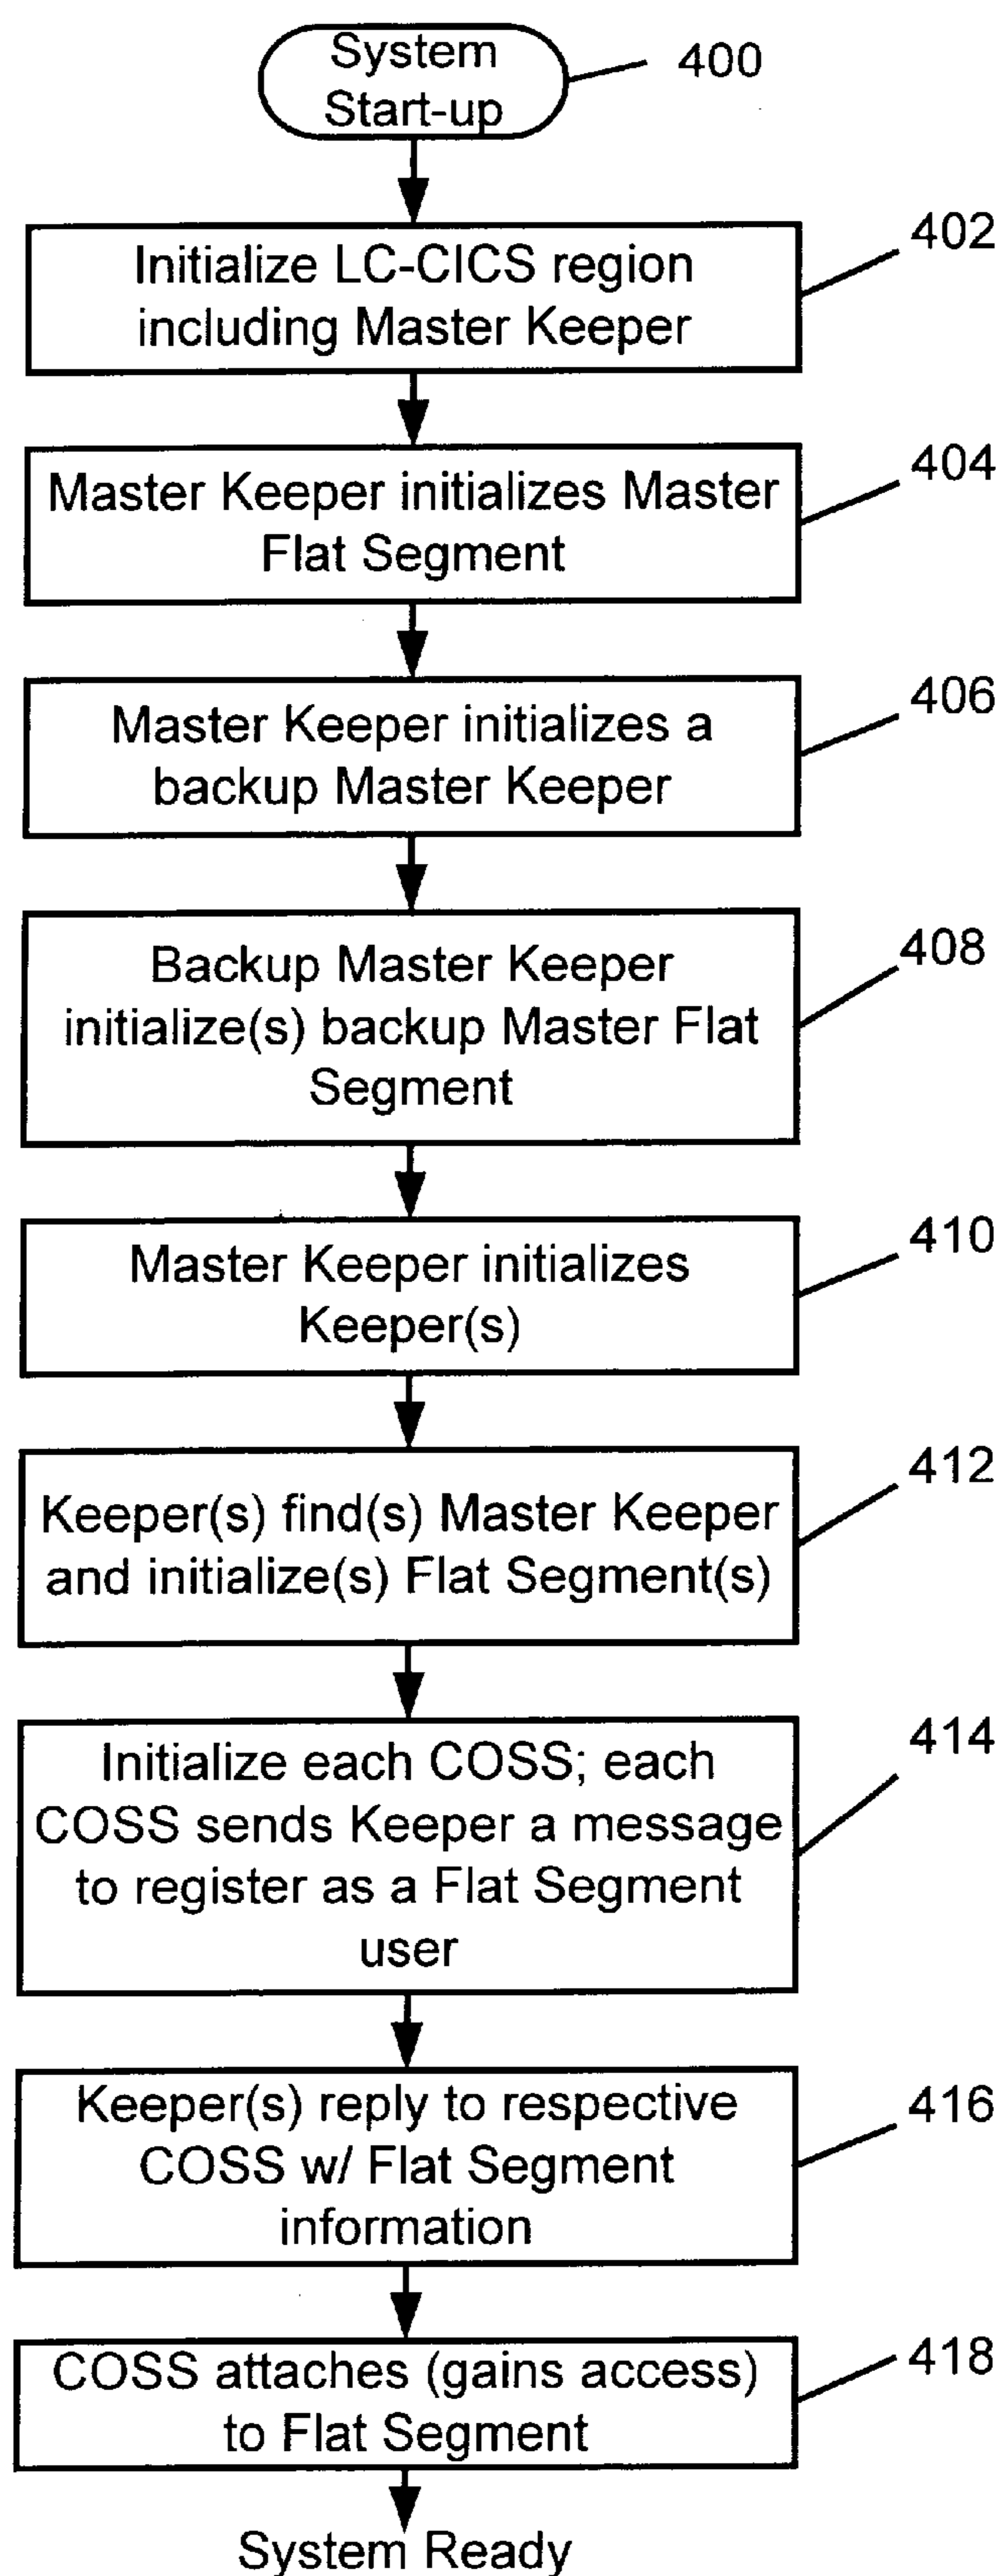 System
Start-up
400
402
Initialize LC-CICS region
including Master Keeper
404
Master Keeper initializes Master
Flat Segment
406
Master Keeper initializes a
backup Master Keeper
408
Backup Master Keeper
initialize(s) backup Master Flat
Segment
410
Master Keeper initializes
Keeper(s)
412
Keeper(s) find(s) Master Keeper
and initialize(s) Flat Segment(s)
414
Initialize each COSS; each
COSS sends Keeper a message
to register as a Flat Segment
user
416
Keeper(s) reply to respective
COSS w/ Flat Segment
information
418
COSS attaches (gains access)
to Flat Segment
System Ready